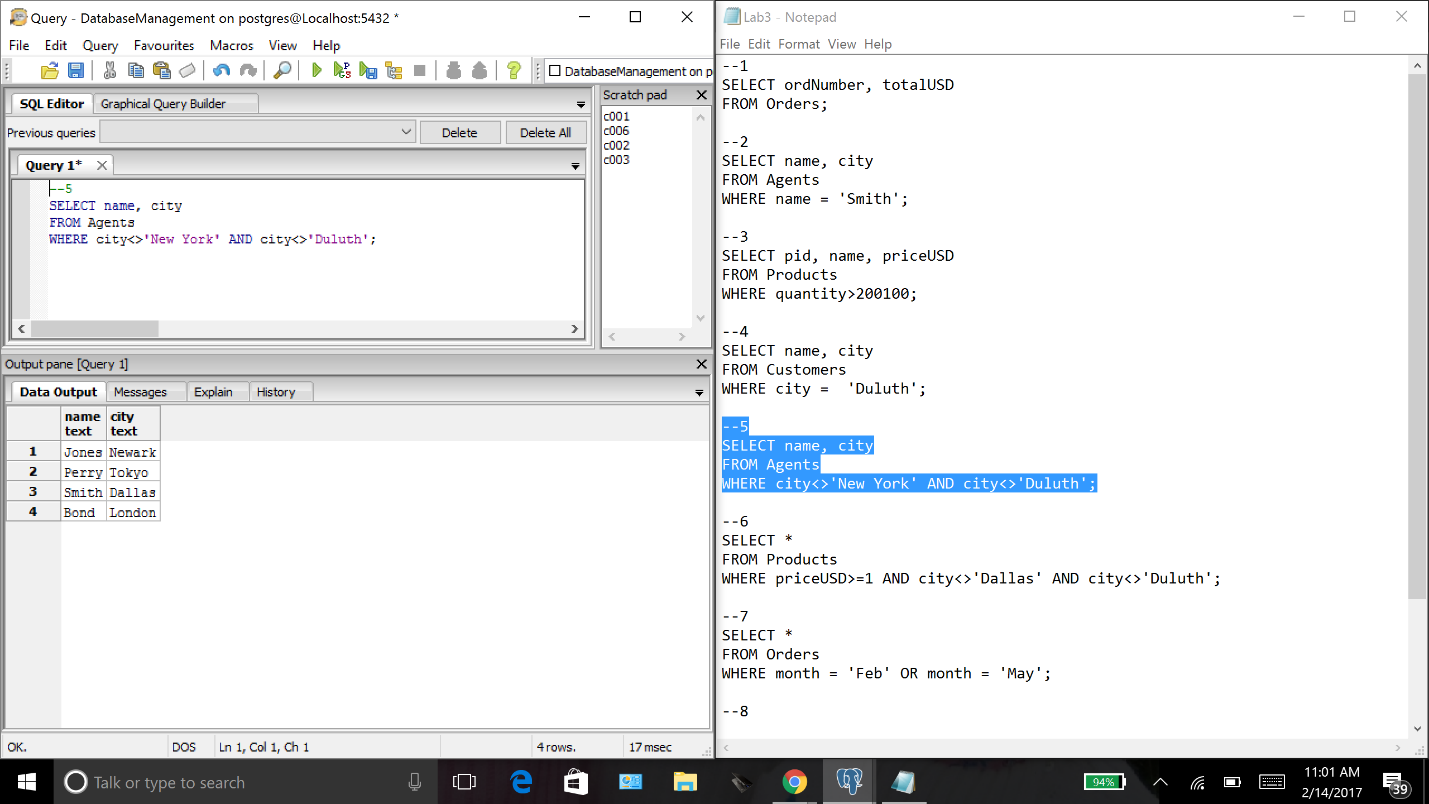 Query - DatabaseManagement on postgres@Localhost:5432 *
File Edit Query Favourites Macros View Help
DatabaseManagement on p
SQL Editor Graphical Query Builder
Previous queries Delete Delete All
Query 1*
--5
SELECT name, city
FROM Agents
WHERE city<>'New York' AND city<>'Duluth';
Scratch pad
c001
c006
c002
c003
Output pane [Query 1]
Data Output Messages Explain History
name text city text
1 Jones Newark
2 Perry Tokyo
3 Smith Dallas
4 Bond London
OK. DOS Ln 1, Col 1, Ch 1 4 rows. 17 msec
Lab3 - Notepad
File Edit Format View Help
--1
SELECT ordNumber, totalUSD
FROM Orders;
--2
SELECT name, city
FROM Agents
WHERE name = 'Smith';
--3
SELECT pid, name, priceUSD
FROM Products
WHERE quantity>200100;
--4
SELECT name, city
FROM Customers
WHERE city =  'Duluth';
--5
SELECT name, city
FROM Agents
WHERE city<>'New York' AND city<>'Duluth';
--6
SELECT *
FROM Products
WHERE priceUSD>=1 AND city<>'Dallas' AND city<>'Duluth';
--7
SELECT *
FROM Orders
WHERE month = 'Feb' OR month = 'May';
--8
Talk or type to search
94%
11:01 AM
2/14/2017
39